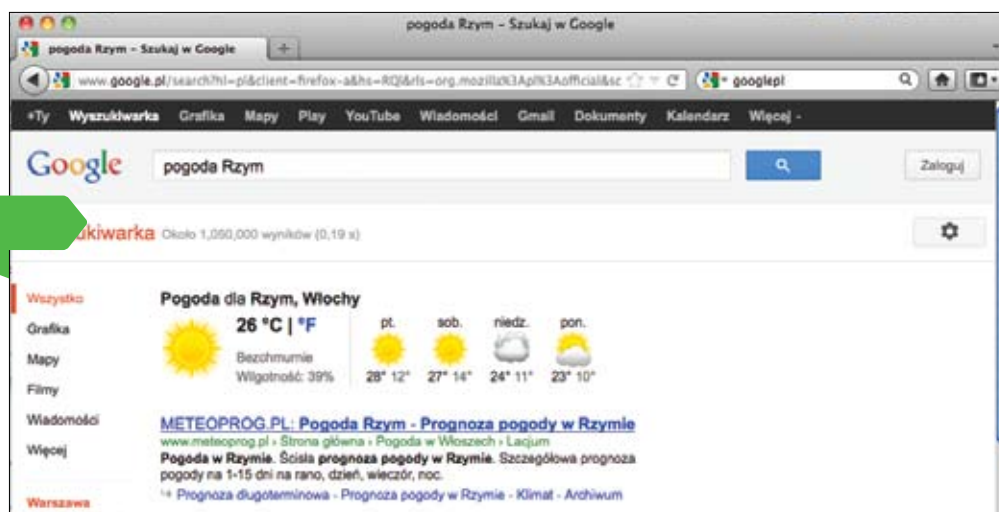 pogoda Rzym – Szukaj w Google
pogoda Rzym – Szukaj w Google +
www.google.pl/search?hl=pl&client=firefox-a&hs=RQl&rls=org.mozilla%3Apl%3Aofficial&sc googlepl
+Ty Wyszukiwarka Grafika Mapy Play YouTube Wiadomości Gmail Dokumenty Kalendarz Więcej
Google pogoda Rzym Zaloguj
ukiwarka Około 1,050,000 wyników (0,19 s)
Wszystko
Grafika
Mapy
Filmy
Wiadomości
Więcej
Warszawa
Pogoda dla Rzym, Włochy
26 °C | °F
Bezchmurnie
Wilgotność: 39%
pt. sob. niedz. pon.
28° 12° 27° 14° 24° 11° 23° 10°
METEOPROG.PL: Pogoda Rzym - Prognoza pogody w Rzymie
www.meteoprog.pl › Strona główna › Pogoda w Włoszech › Lacjum
Pogoda w Rzymie. Ścisła prognoza pogody w Rzymie. Szczegółowa prognoza
pogody na 1-15 dni na rano, dzień, wieczór, noc.
Prognoza długoterminowa - Prognoza pogody w Rzymie - Klimat - Archiwum